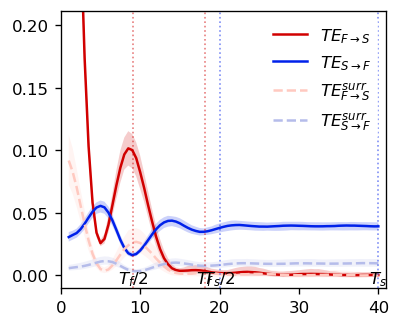 0.20
0.15
0.10
0.05
0.00
TE_{F→S}
TE_{S→F}
TE^{surr}_{F→S}
TE^{surr}_{S→F}
T_f/2
T_f
T_s/2
T_s
0 10 20 30 40